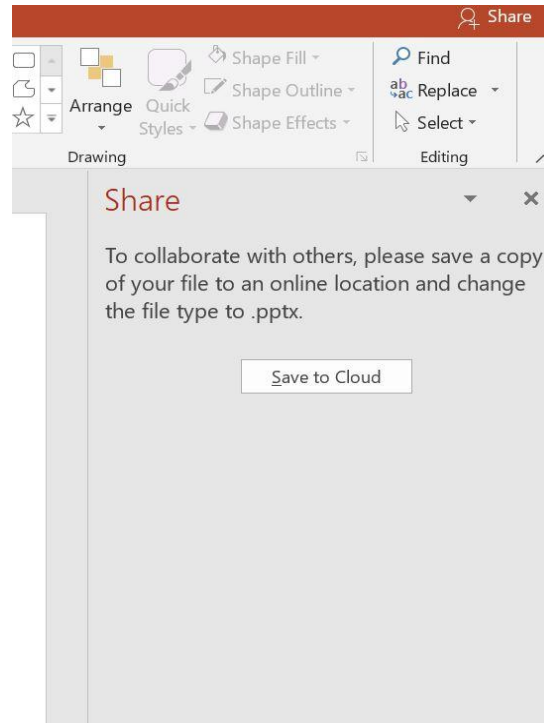 Share
Shape Fill
Find
Shape Outline
ab
ac Replace
Arrange Quick
Styles
Shape Effects
Select
Drawing
Editing
Share
To collaborate with others, please save a copy
of your file to an online location and change
the file type to .pptx.
Save to Cloud